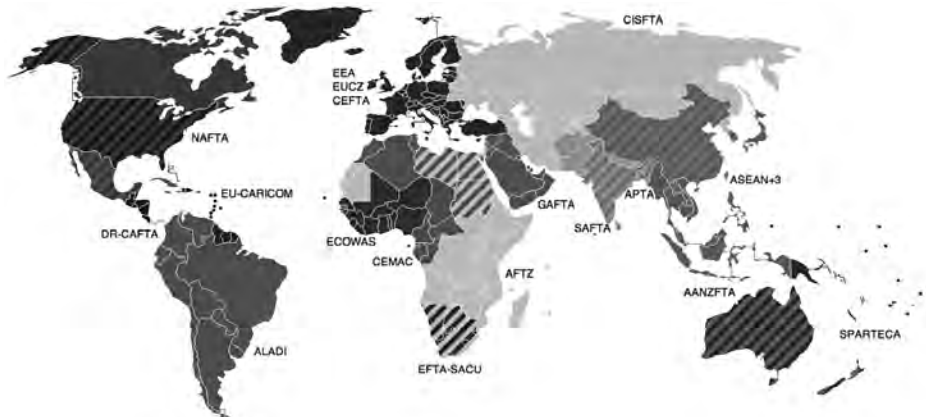 CISFTA
EEA
EUCZ
CEFTA
NAFTA
EU-CARICOM
DR-CAFTA
ECOWAS
CEMAC
GAFTA
SAFTA
APTA
ASEAN+3
AFTZ
AANZFTA
SPARTECA
ALADI
EFTA-SACU